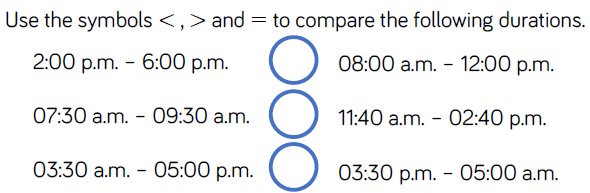 Use the symbols < , > and = to compare the following durations.
2:00 p.m. – 6:00 p.m. 08:00 a.m. – 12:00 p.m.
07:30 a.m. – 09:30 a.m. 11:40 a.m. – 02:40 p.m.
03:30 a.m. – 05:00 p.m. 03:30 p.m. – 05:00 a.m.